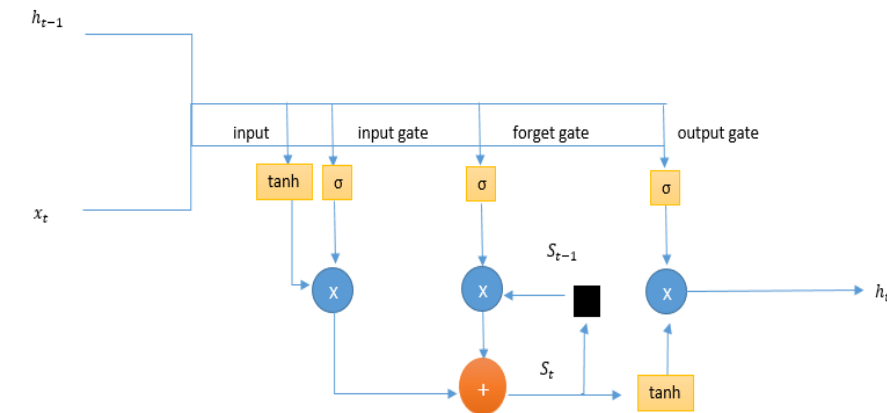 h_{t-1}
input
input gate
forget gate
output gate
tanh
σ
σ
σ
x_t
S_{t-1}
X
X
X
h_t
S_t
+
tanh